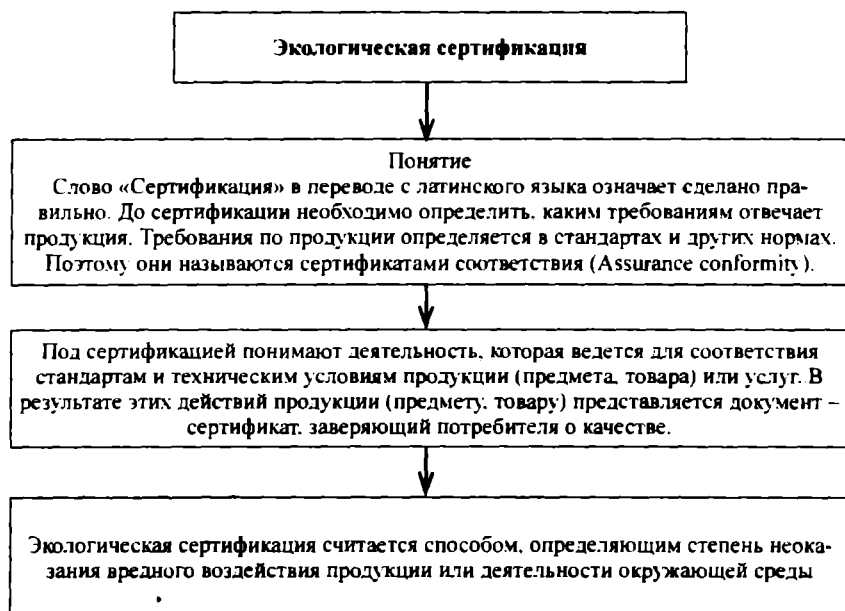 Экологическая сертификация
Понятие
Слово «Сертификация» в переводе с латинского языка означает сделано пра-
вильно. До сертификации необходимо определить, каким требованиям отвечает
продукция. Требования по продукции определяется в стандартах и других нормах.
Поэтому они называются сертификатами соответствия (Assurance conformity).
Под сертификацией понимают деятельность, которая ведется для соответствия
стандартам и техническим условиям продукции (предмета, товара) или услуг. В
результате этих действий продукции (предмету, товару) представляется документ –
сертификат, заверяющий потребителя о качестве.
Экологическая сертификация считается способом, определяющим степень неока-
зания вредного воздействия продукции или деятельности окружающей среды